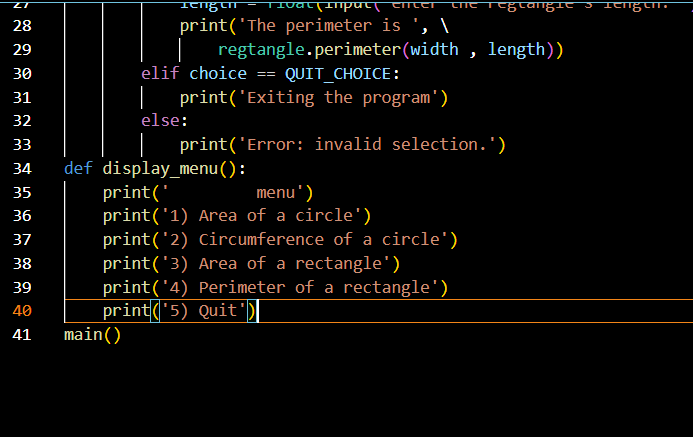 27 length = float(input('enter the regtangle's length: '
28 print('The perimeter is ', \
29 regtangle.perimeter(width , length))
30 elif choice == QUIT_CHOICE:
31 print('Exiting the program')
32 else:
33 print('Error: invalid selection.')
34 def display_menu():
35 print('         menu')
36 print('1) Area of a circle')
37 print('2) Circumference of a circle')
38 print('3) Area of a rectangle')
39 print('4) Perimeter of a rectangle')
40 print('5) Quit')
41 main()